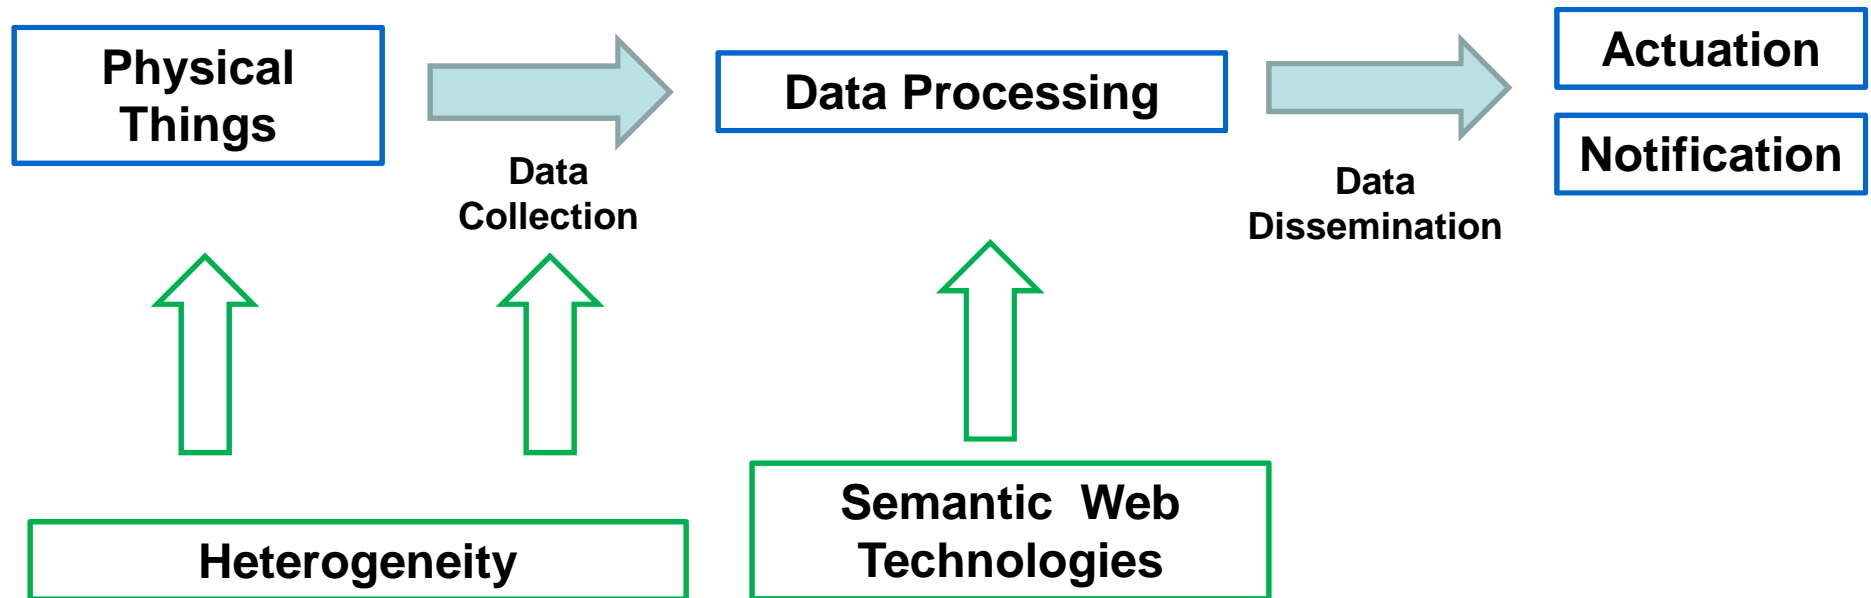 Physical
Things
Data
Collection
Data Processing
Data
Dissemination
Actuation
Notification
Heterogeneity
Semantic  Web
Technologies